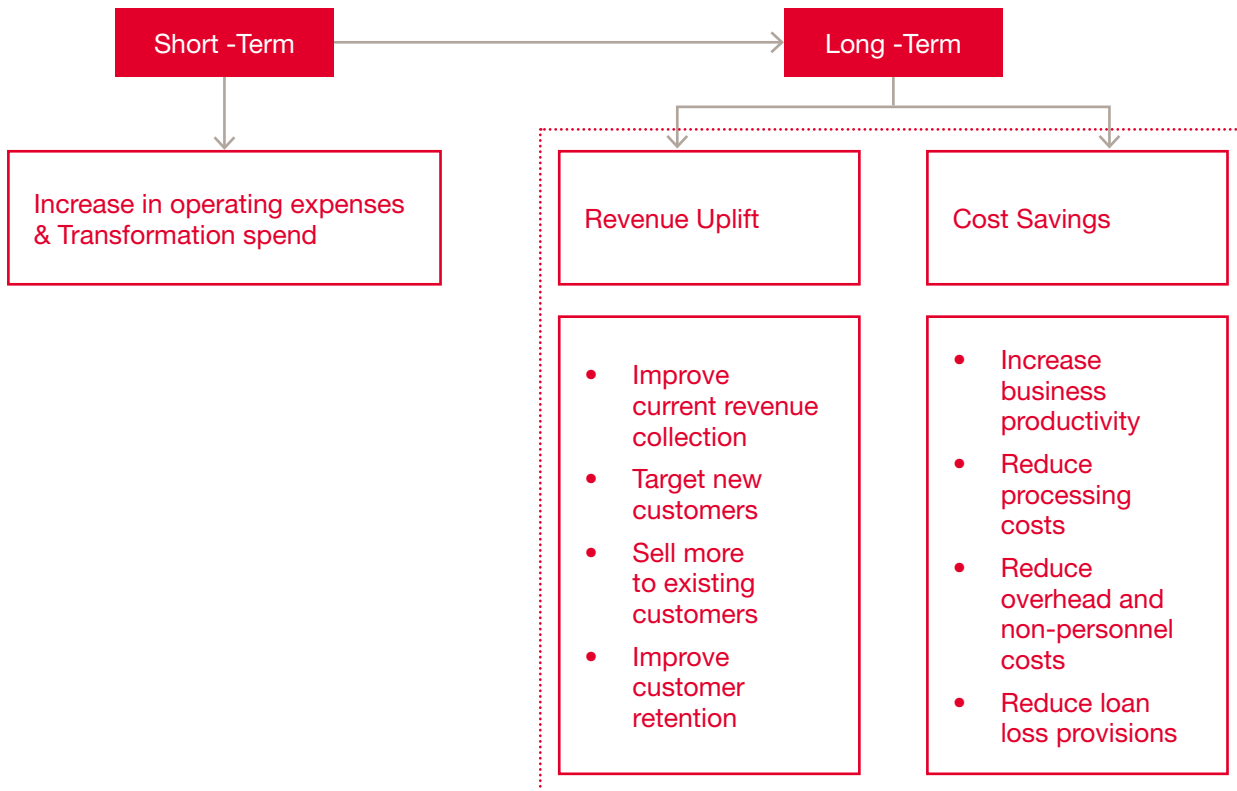 Short -Term
Long -Term
Increase in operating expenses
& Transformation spend
Revenue Uplift
Cost Savings
• Improve
current revenue
collection
• Target new
customers
• Sell more
to existing
customers
• Improve
customer
retention
• Increase
business
productivity
• Reduce
processing
costs
• Reduce
overhead and
non-personnel
costs
• Reduce loan
loss provisions